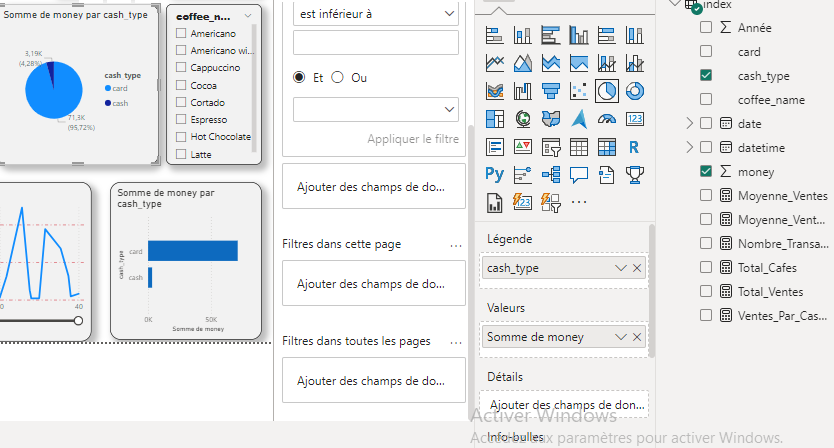 Somme de money par cash_type
3,19K
(4,28%)
71,3K
(95,72%)
cash_type
card
cash
coffee_n...
Americano
Americano wi...
Cappuccino
Cocoa
Cortado
Espresso
Hot Chocolate
Latte
0
40
Somme de money par
cash_type
cash_type
card
cash
0K
50K
Somme de money
est inférieur à
Et
Ou
Appliquer le filtre
Ajouter des champs de do...
Filtres dans cette page
...
Ajouter des champs de do...
Filtres dans toutes les pages
...
Ajouter des champs de do...
123
R
Py
123
...
Légende
cash_type
Valeurs
Somme de money
Détails
Ajouter des champs de don...
Info-bulles
index
Année
card
cash_type
coffee_name
date
datetime
money
Moyenne_Ventes
Moyenne_Vent...
Nombre_Transa...
Total_Cafes
Total_Ventes
Ventes_Par_Cas...
Activer Windows
aux paramètres pour activer Windows.